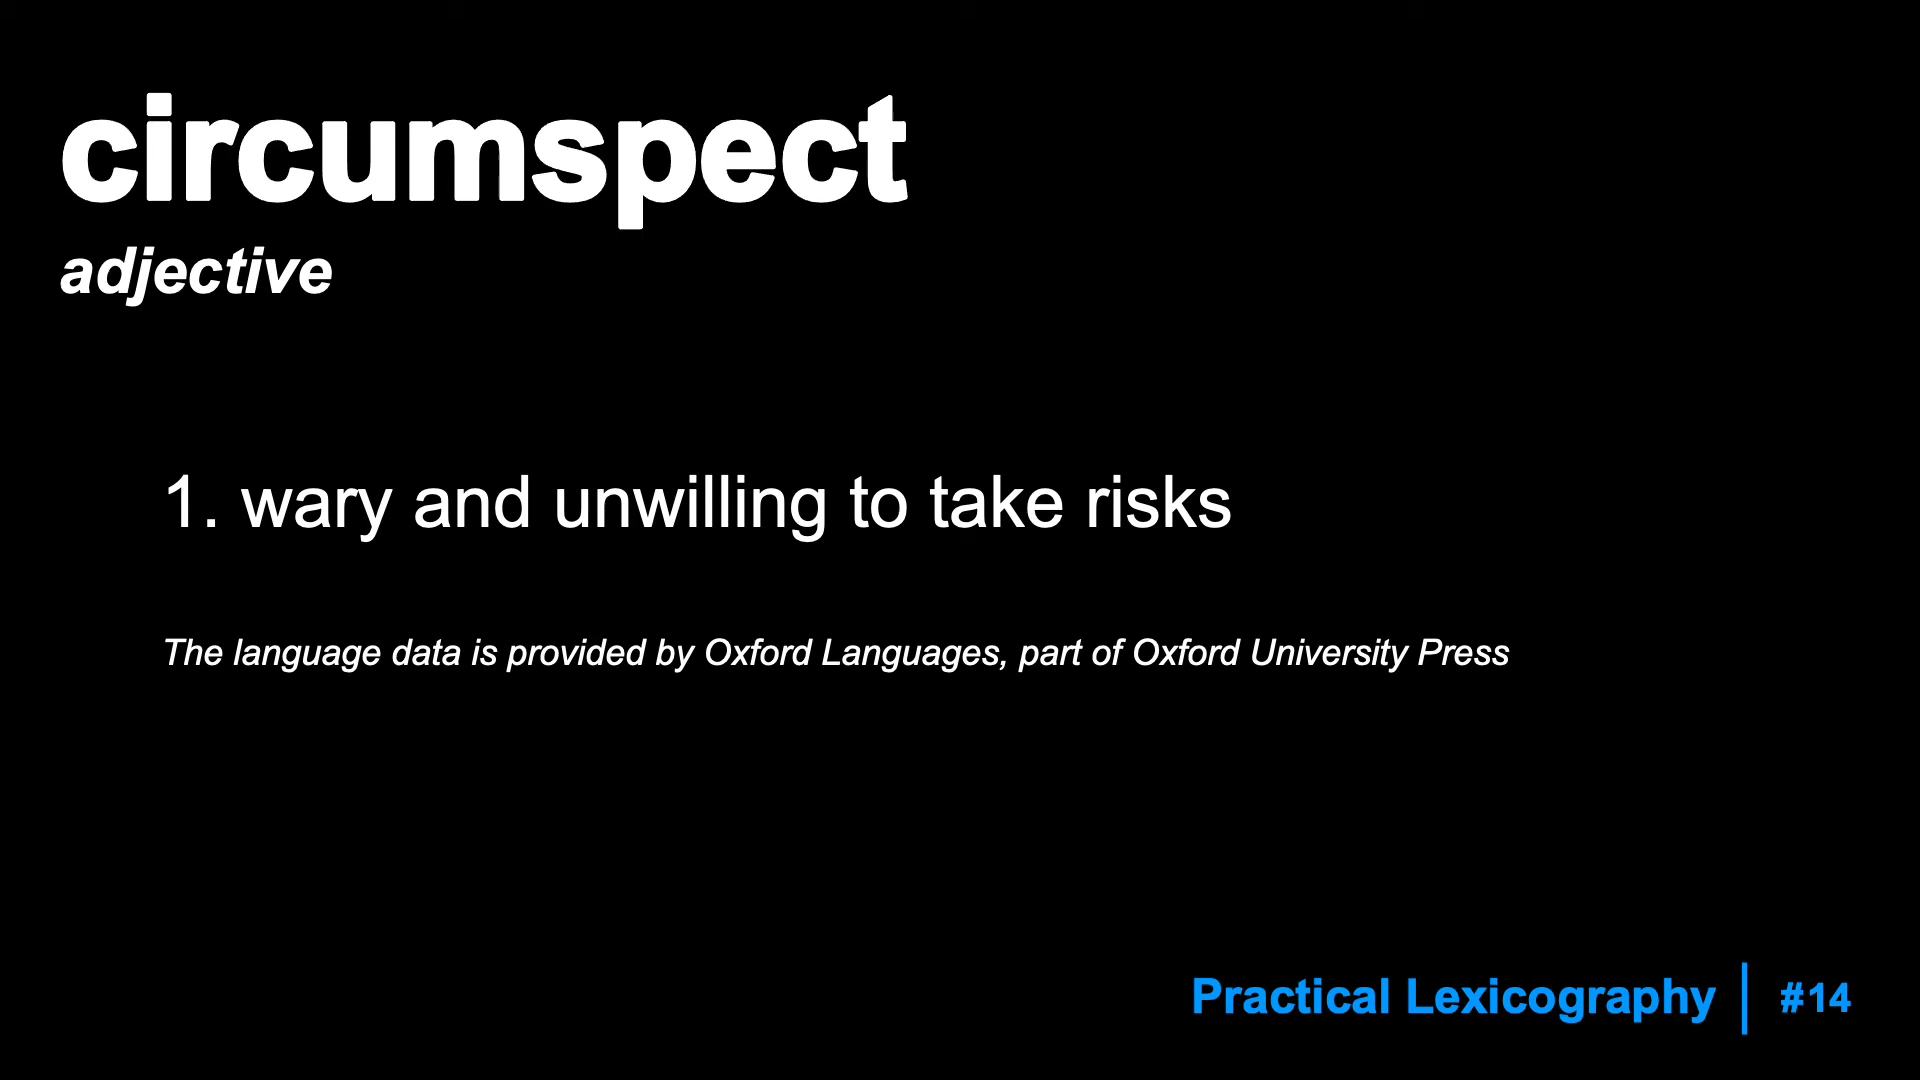 circumspect
adjective
1. wary and unwilling to take risks
The language data is provided by Oxford Languages, part of Oxford University Press
Practical Lexicography | #14